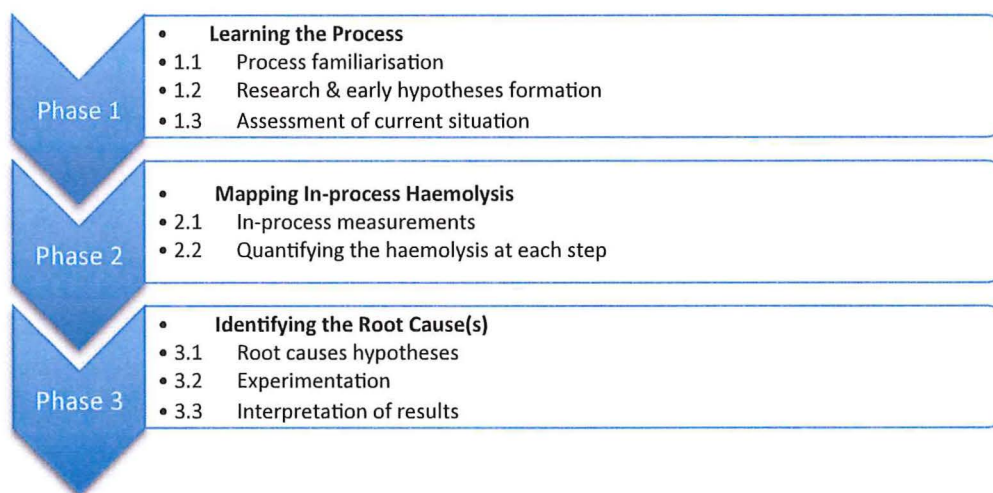 Phase 1
• Learning the Process
• 1.1 Process familiarisation
• 1.2 Research & early hypotheses formation
• 1.3 Assessment of current situation
Phase 2
• Mapping In-process Haemolysis
• 2.1 In-process measurements
• 2.2 Quantifying the haemolysis at each step
Phase 3
• Identifying the Root Cause(s)
• 3.1 Root causes hypotheses
• 3.2 Experimentation
• 3.3 Interpretation of results